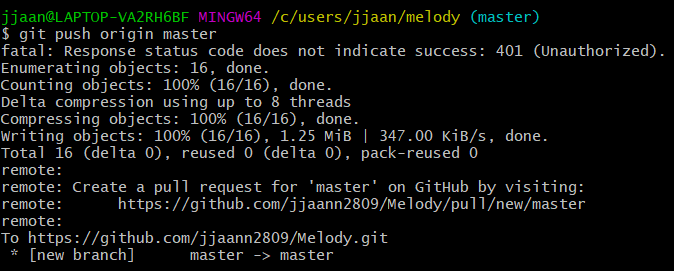 jjaan@LAPTOP-VA2RH6BF MINGW64 /c/users/jjaan/melody (master)
$ git push origin master
fatal: Response status code does not indicate success: 401 (Unauthorized).
Enumerating objects: 16, done.
Counting objects: 100% (16/16), done.
Delta compression using up to 8 threads
Compressing objects: 100% (16/16), done.
Writing objects: 100% (16/16), 1.25 MiB | 347.00 KiB/s, done.
Total 16 (delta 0), reused 0 (delta 0), pack-reused 0
remote:
remote: Create a pull request for 'master' on GitHub by visiting:
remote:      https://github.com/jjaann2809/Melody/pull/new/master
remote:
To https://github.com/jjaann2809/Melody.git
 * [new branch]      master -> master